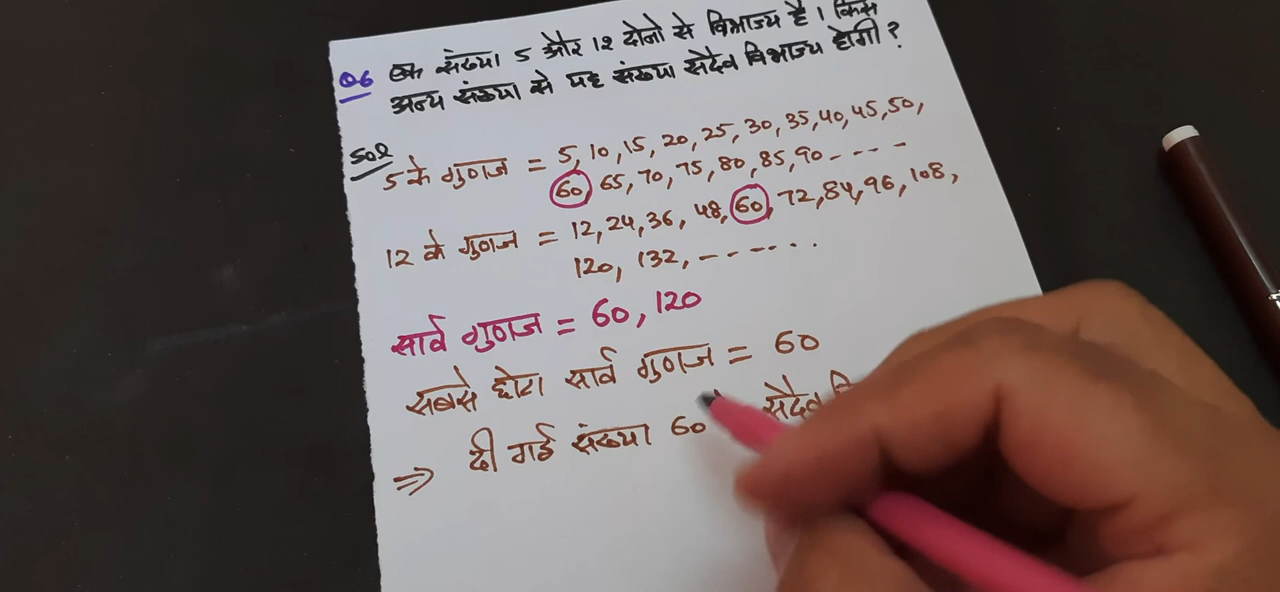 Q6 एक संख्या 5 और 12 दोनो से विभाज्य है । किस
अन्य संख्या से यह संख्या सदैव विभाज्य होगी ?
Sol
5 के गुणज = 5, 10, 15, 20, 25, 30, 35, 40, 45, 50,
60, 65, 70, 75, 80, 85, 90 - - - -
12 के गुणज = 12, 24, 36, 48, 60, 72, 84, 96, 108,
120, 132, - - - - - - -
सार्व गुणज = 60, 120
सबसे छोटा सार्व गुणज = 60
⇒ दी गई संख्या 60 सदैव